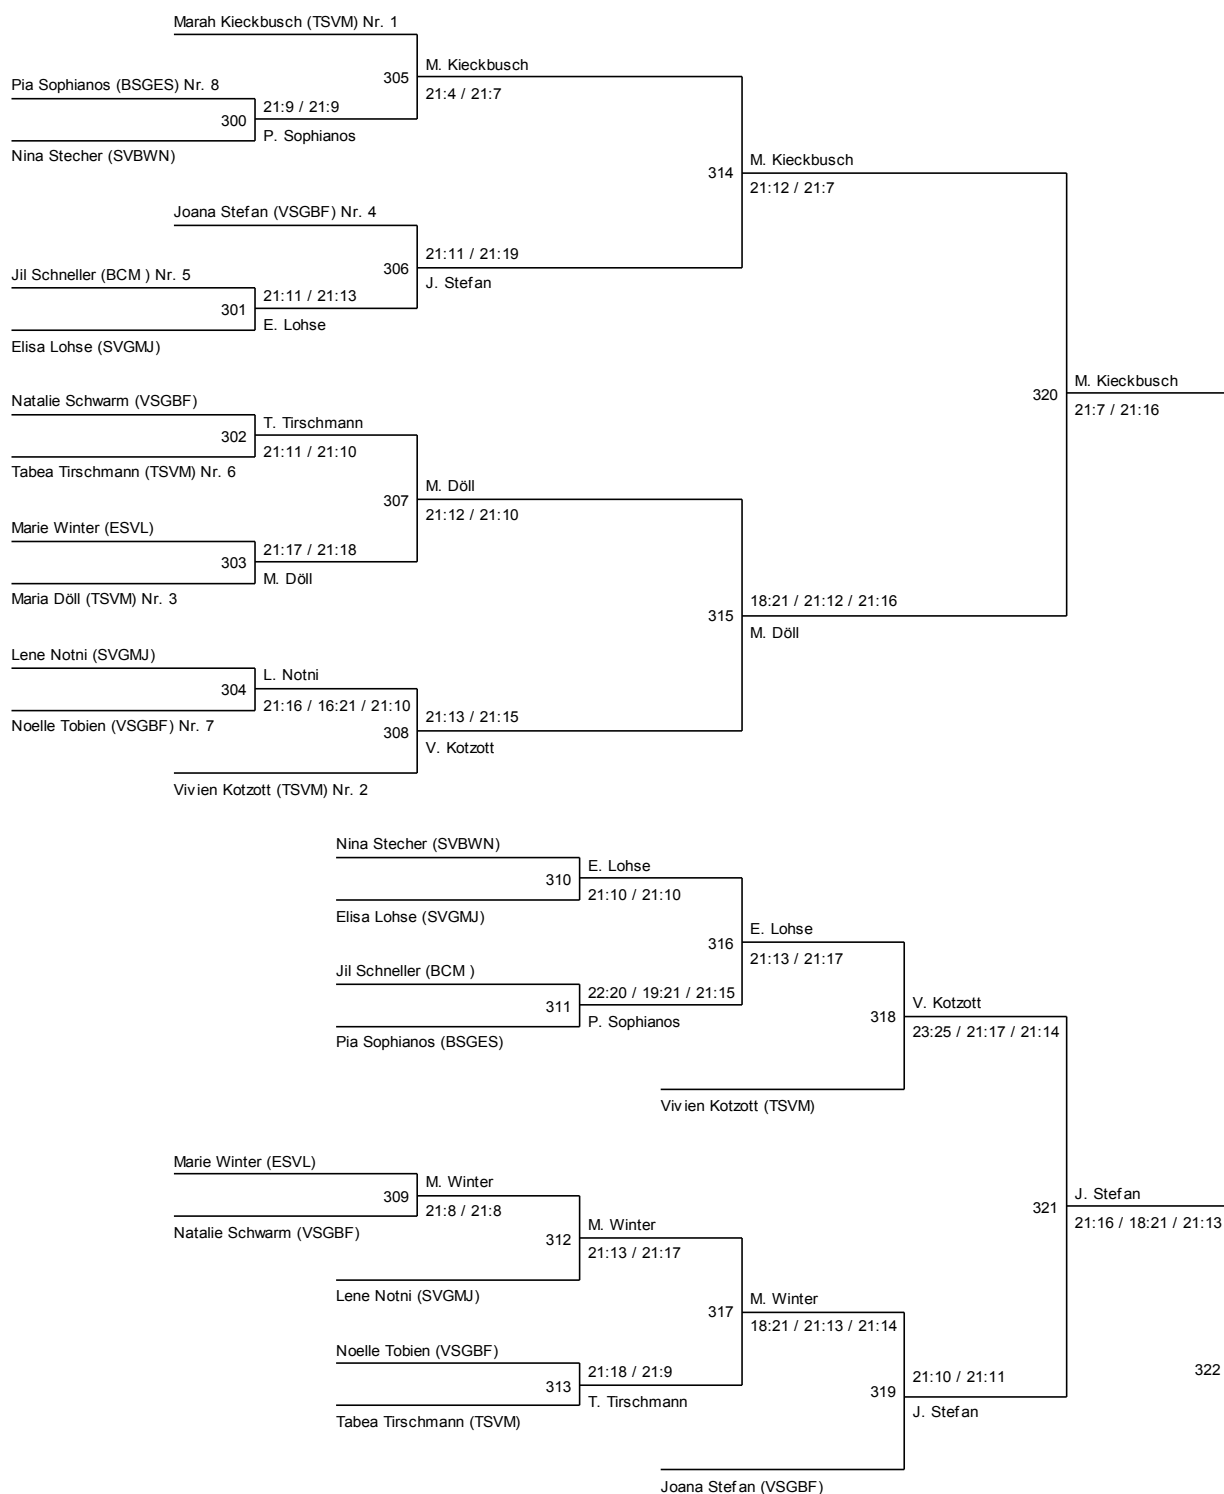 Marah Kieckbusch (TSVM) Nr. 1
M. Kieckbusch
305
Pia Sophianos (BSGES) Nr. 8
21:4 / 21:7
21:9 / 21:9
300
P. Sophianos
Nina Stecher (SVBWN)
M. Kieckbusch
314
21:12 / 21:7
Joana Stefan (VSGBF) Nr. 4
21:11 / 21:19
306
Jil Schneller (BCM ) Nr. 5
J. Stefan
21:11 / 21:13
301
E. Lohse
Elisa Lohse (SVGMJ)
M. Kieckbusch
320
21:7 / 21:16
Natalie Schwarm (VSGBF)
T. Tirschmann
302
21:11 / 21:10
Tabea Tirschmann (TSVM) Nr. 6
M. Döll
307
21:12 / 21:10
Marie Winter (ESVL)
21:17 / 21:18
303
M. Döll
Maria Döll (TSVM) Nr. 3
18:21 / 21:12 / 21:16
315
M. Döll
Lene Notni (SVGMJ)
L. Notni
304
21:16 / 16:21 / 21:10
21:13 / 21:15
Noelle Tobien (VSGBF) Nr. 7
308
V. Kotzott
Vivien Kotzott (TSVM) Nr. 2
Nina Stecher (SVBWN)
E. Lohse
310
21:10 / 21:10
Elisa Lohse (SVGMJ)
E. Lohse
316
21:13 / 21:17
Jil Schneller (BCM )
22:20 / 19:21 / 21:15
311
P. Sophianos
Pia Sophianos (BSGES)
V. Kotzott
318
23:25 / 21:17 / 21:14
Vivien Kotzott (TSVM)
Marie Winter (ESVL)
M. Winter
309
21:8 / 21:8
Natalie Schwarm (VSGBF)
J. Stefan
321
21:16 / 18:21 / 21:13
M. Winter
312
21:13 / 21:17
Lene Notni (SVGMJ)
M. Winter
317
18:21 / 21:13 / 21:14
Noelle Tobien (VSGBF)
21:18 / 21:9
313
T. Tirschmann
Tabea Tirschmann (TSVM)
322
21:10 / 21:11
319
J. Stefan
Joana Stefan (VSGBF)